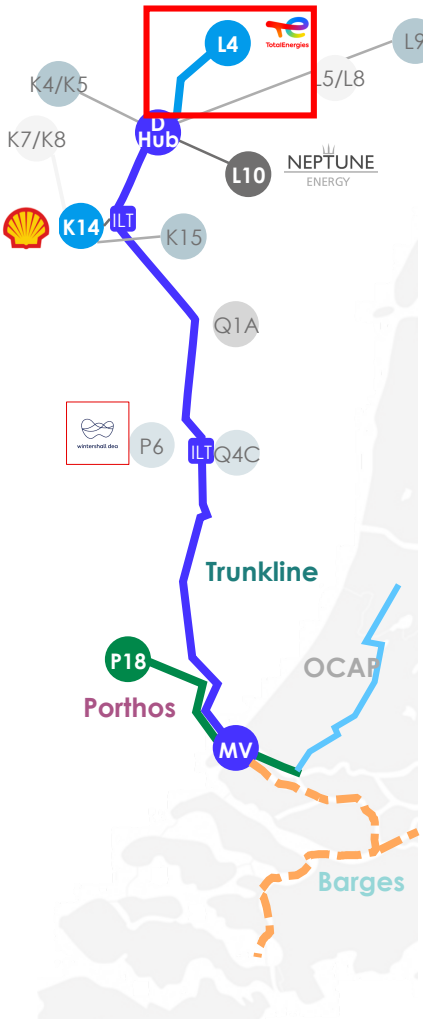 L4
TotalEnergies
L9
K4/K5
L5/L8
D
Hub
K7/K8
L10
NEPTUNE
ENERGY
ILT
K14
K15
Q1A
wintershall dea
P6
ILT
Q4C
Trunkline
P18
OCAP
Porthos
MV
Barges